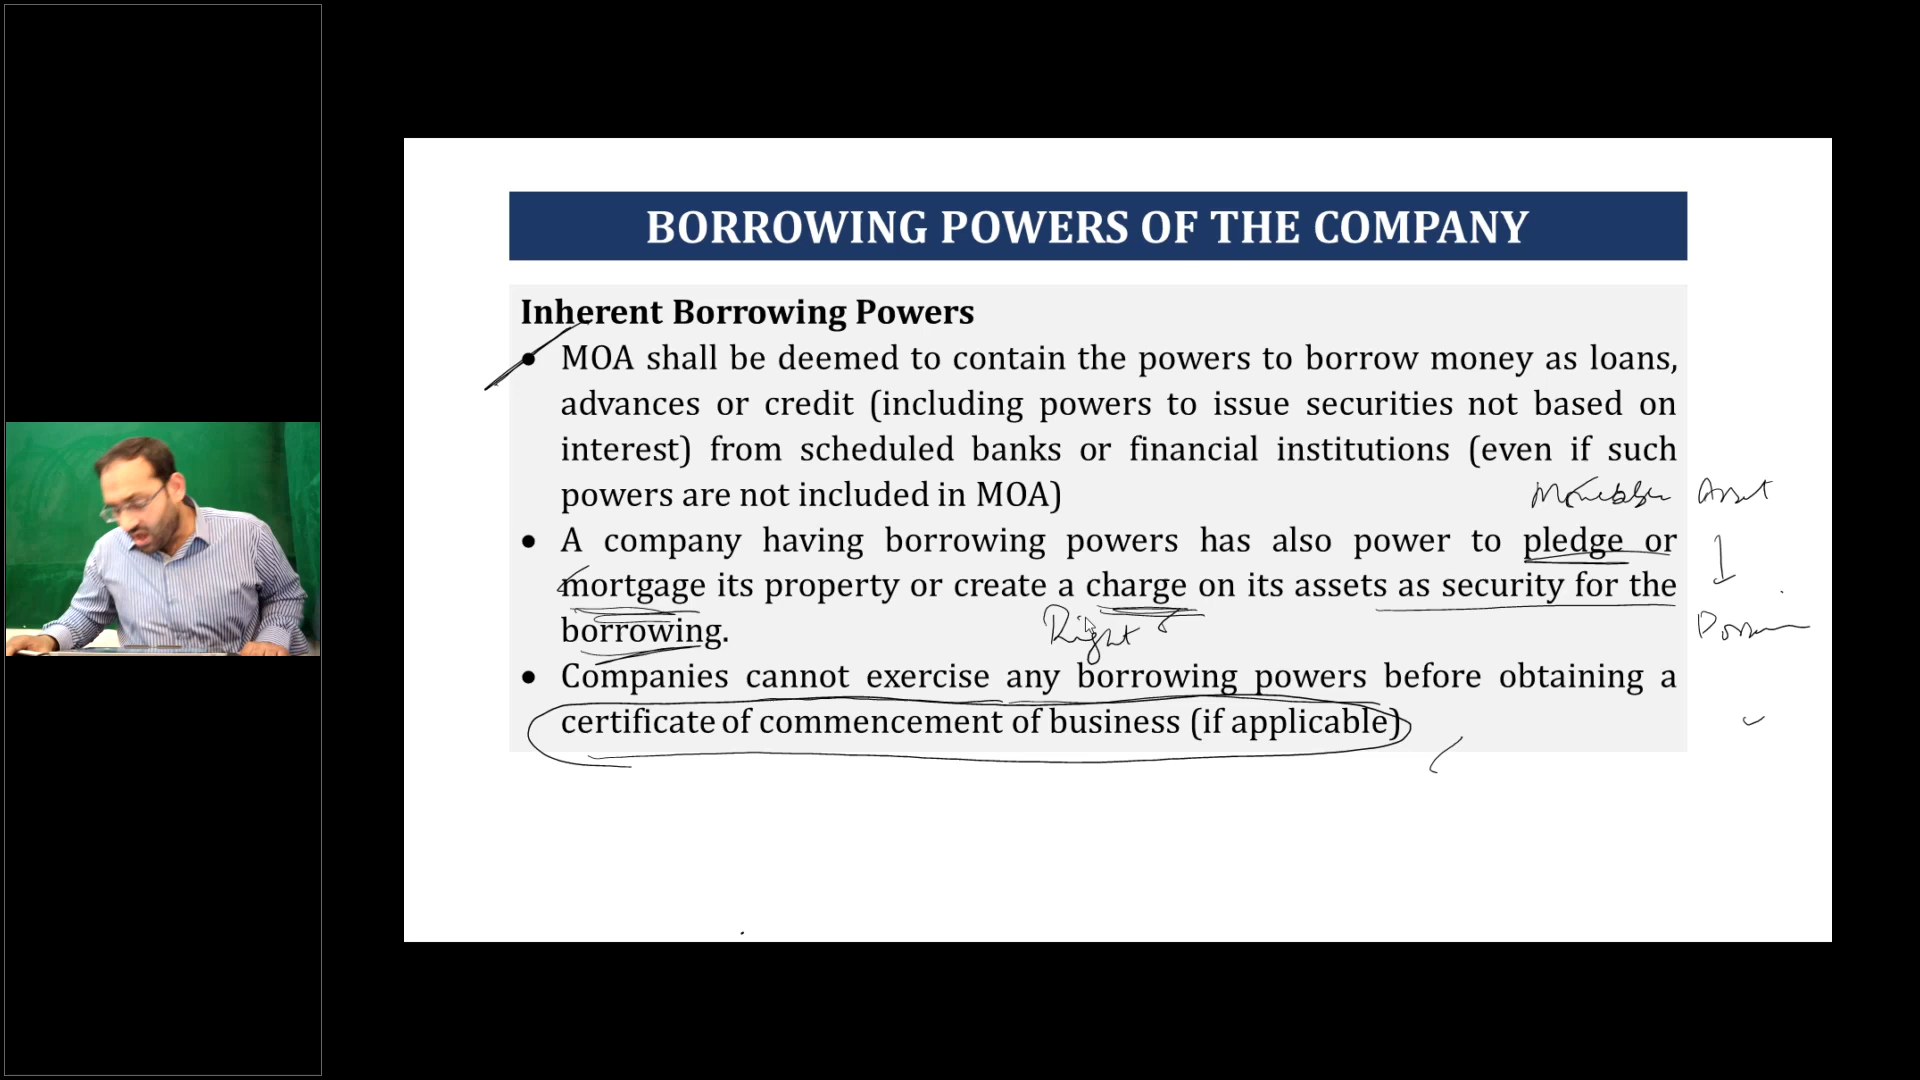 BORROWING POWERS OF THE COMPANY
Inherent Borrowing Powers
• MOA shall be deemed to contain the powers to borrow money as loans,
advances or credit (including powers to issue securities not based on
interest) from scheduled banks or financial institutions (even if such
powers are not included in MOA)
Asset
• A company having borrowing powers has also power to pledge or
mortgage its property or create a charge on its assets as security for the
borrowing.
Right
• Companies cannot exercise any borrowing powers before obtaining a
certificate of commencement of business (if applicable)